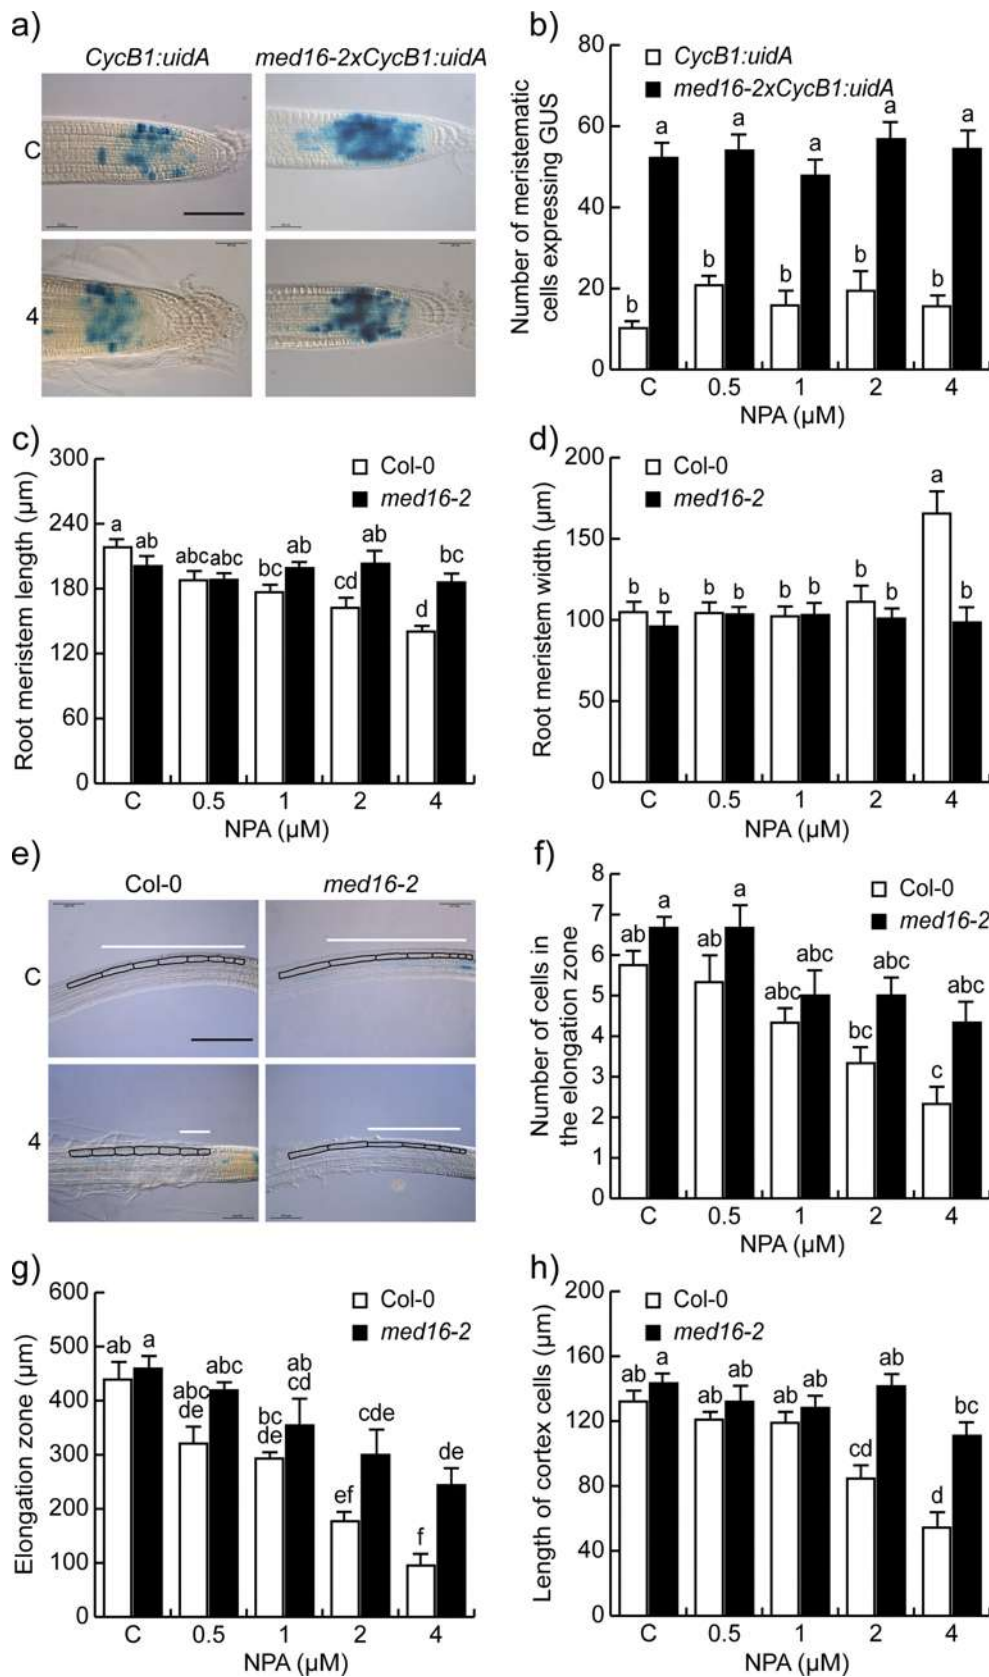 a)
CycB1:uidA
med16-2xCycB1:uidA
C
4
b)
Number of meristematic
cells expressing GUS
80
60
40
20
0
CycB1:uidA
med16-2xCycB1:uidA
b a b a b a b a b a
C 0.5 1 2 4
NPA (µM)
c)
Root meristem length (µm)
300
240
180
120
60
0
Col-0
med16-2
a ab abc abc bc ab cd ab d bc
C 0.5 1 2 4
NPA (µM)
d)
Root meristem width (µm)
200
150
100
50
0
Col-0
med16-2
b b b b b b b b a b
C 0.5 1 2 4
NPA (µM)
e)
Col-0
med16-2
C
4
f)
Number of cells in
the elongation zone
8
7
6
5
4
3
2
1
0
Col-0
med16-2
ab a ab a abc abc bc abc c abc
C 0.5 1 2 4
NPA (µM)
g)
Elongation zone (µm)
600
500
400
300
200
100
0
Col-0
med16-2
ab a abc de abc bc de ab cd ef cde f de
C 0.5 1 2 4
NPA (µM)
h)
Length of cortex cells (µm)
200
160
120
80
40
0
Col-0
med16-2
ab a ab ab ab ab cd ab d bc
C 0.5 1 2 4
NPA (µM)